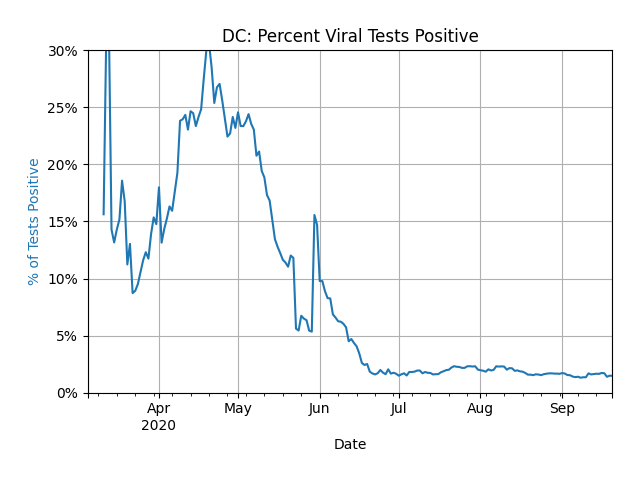 DC: Percent Viral Tests Positive
30%
25%
20%
15%
10%
5%
0%
% of Tests Positive
Apr
2020
May
Jun
Jul
Aug
Sep
Date